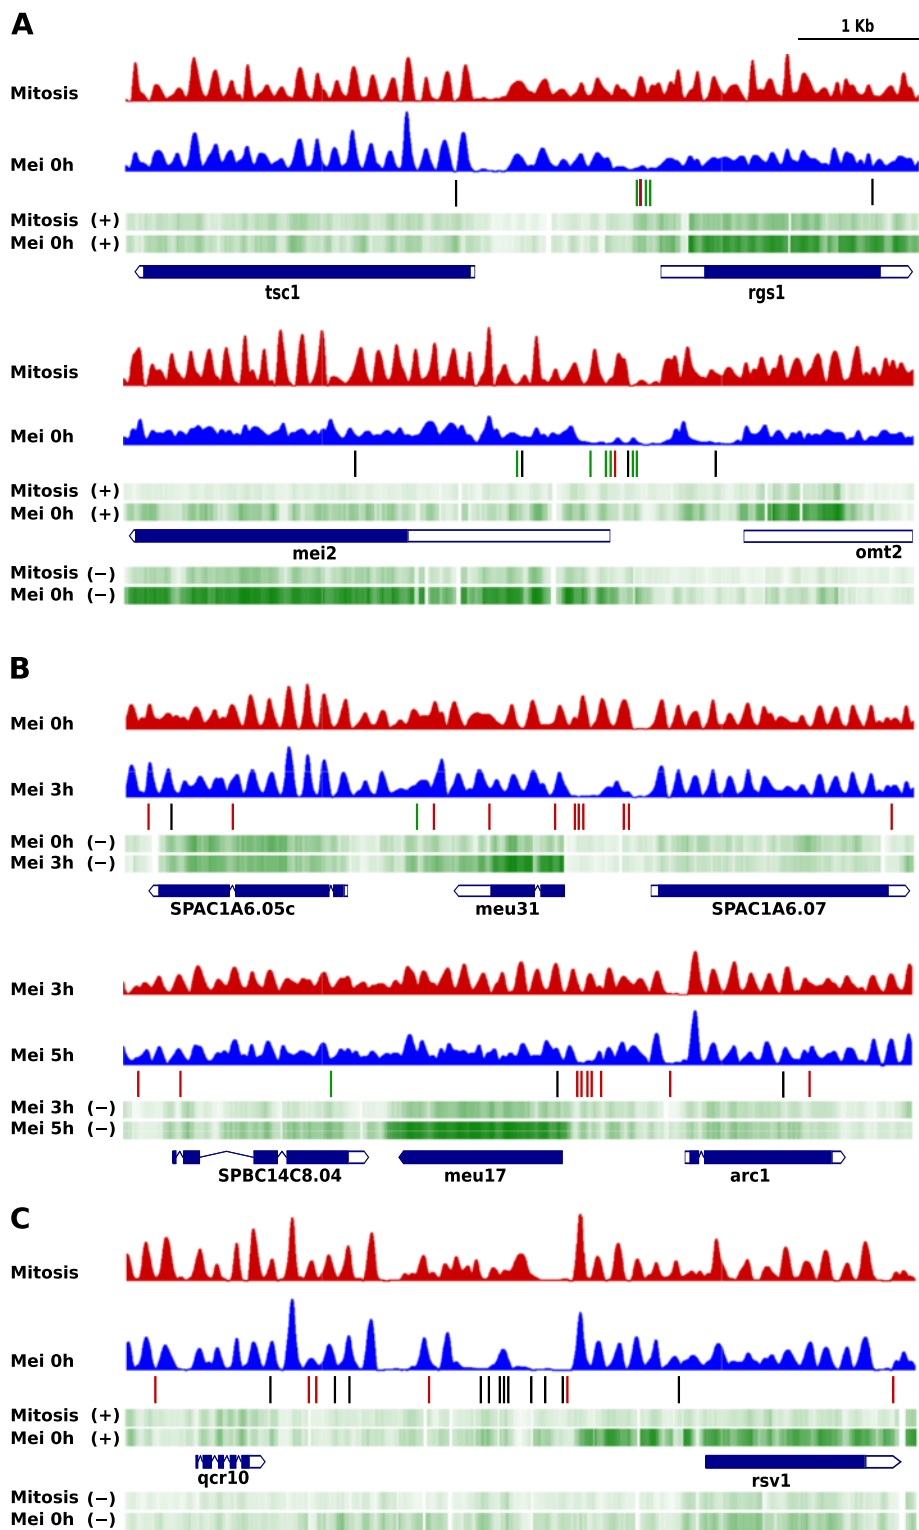 A
1 Kb
Mitosis
Mei 0h
Mitosis (+)
Mei 0h (+)
tsc1 rgs1
Mitosis
Mei 0h
Mitosis (+)
Mei 0h (+)
mei2 omt2
Mitosis (−)
Mei 0h (−)
B
Mei 0h
Mei 3h
Mei 0h (−)
Mei 3h (−)
SPAC1A6.05c meu31 SPAC1A6.07
Mei 3h
Mei 5h
Mei 3h (−)
Mei 5h (−)
SPBC14C8.04 meu17 arc1
C
Mitosis
Mei 0h
Mitosis (+)
Mei 0h (+)
qcr10 rsv1
Mitosis (−)
Mei 0h (−)